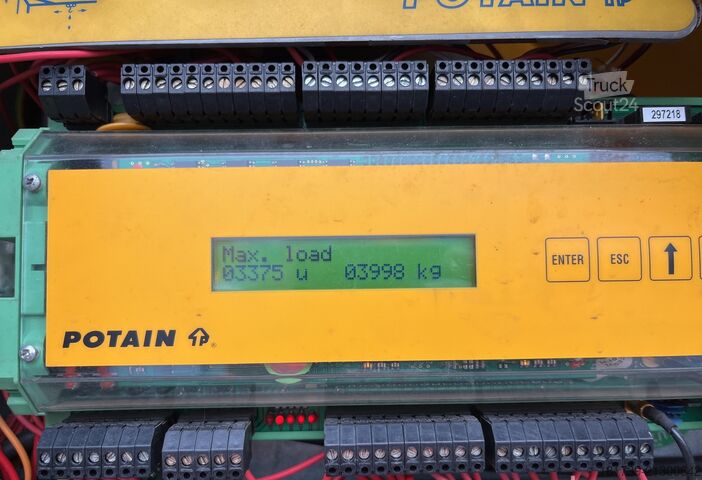 POTAIN
Truck
Scout24
297218
Max. load
03375 u 03998 kg
ENTER ESC
POTAIN